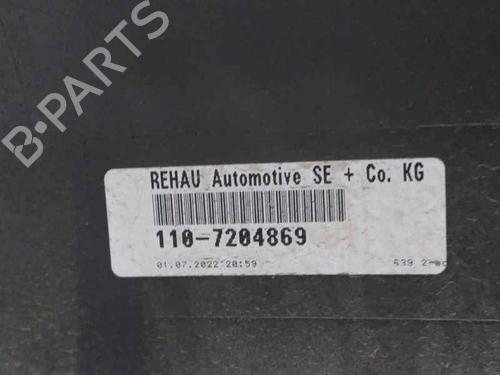 B-PARTS
REHAU Automotive SE + Co. KG
110-7204869
01.07.2022 20:59